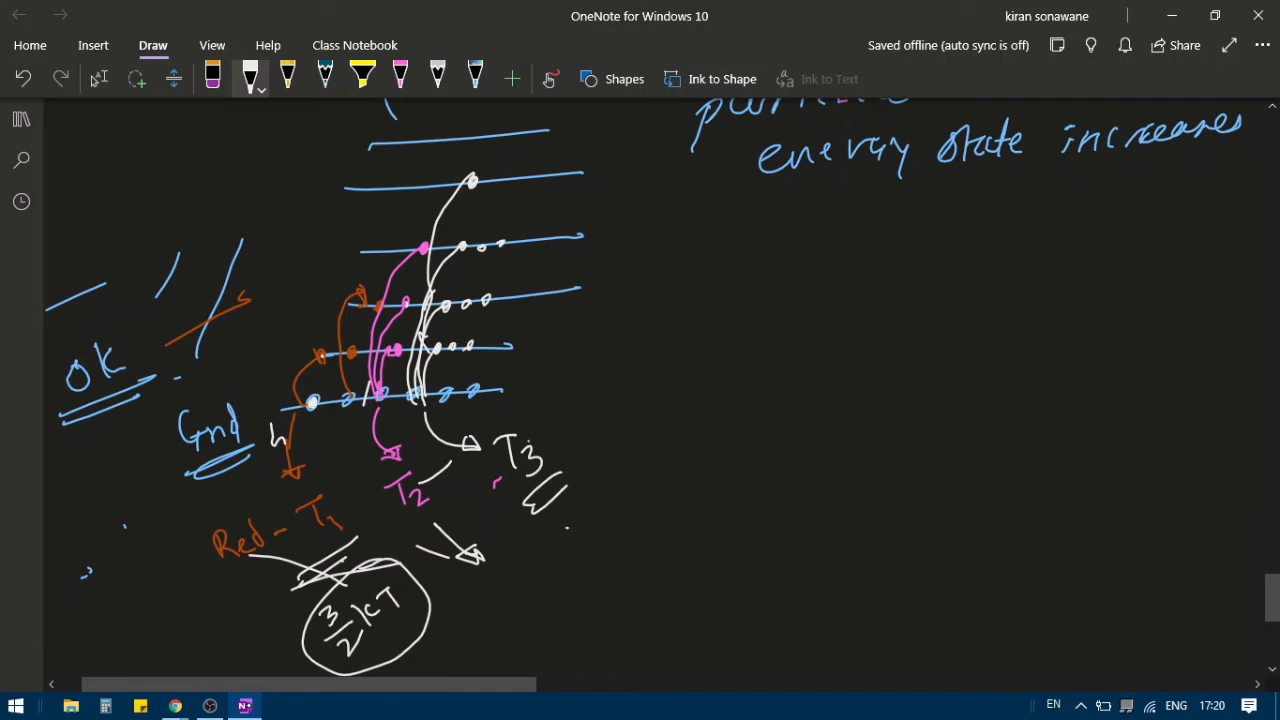 OneNote for Windows 10
kiran sonawane
Home Insert Draw View Help Class Notebook
Saved offline (auto sync is off)
Share
Shapes
Ink to Shape
Ink to Text
energy state increases
0K
Gnd
T3
T2
Red - T1
3/2 KT
EN
ENG
17:20